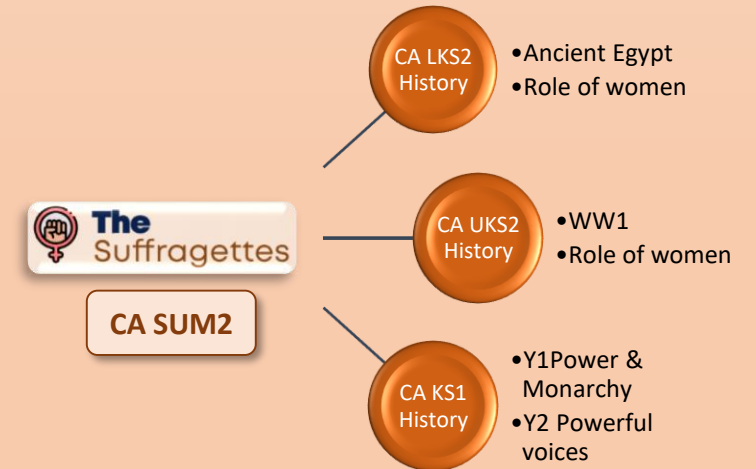 The
Suffragettes
CA SUM2
CA LKS2
History
•Ancient Egypt
•Role of women
CA UKS2
History
•WW1
•Role of women
CA KS1
History
•Y1Power &
Monarchy
•Y2 Powerful
voices